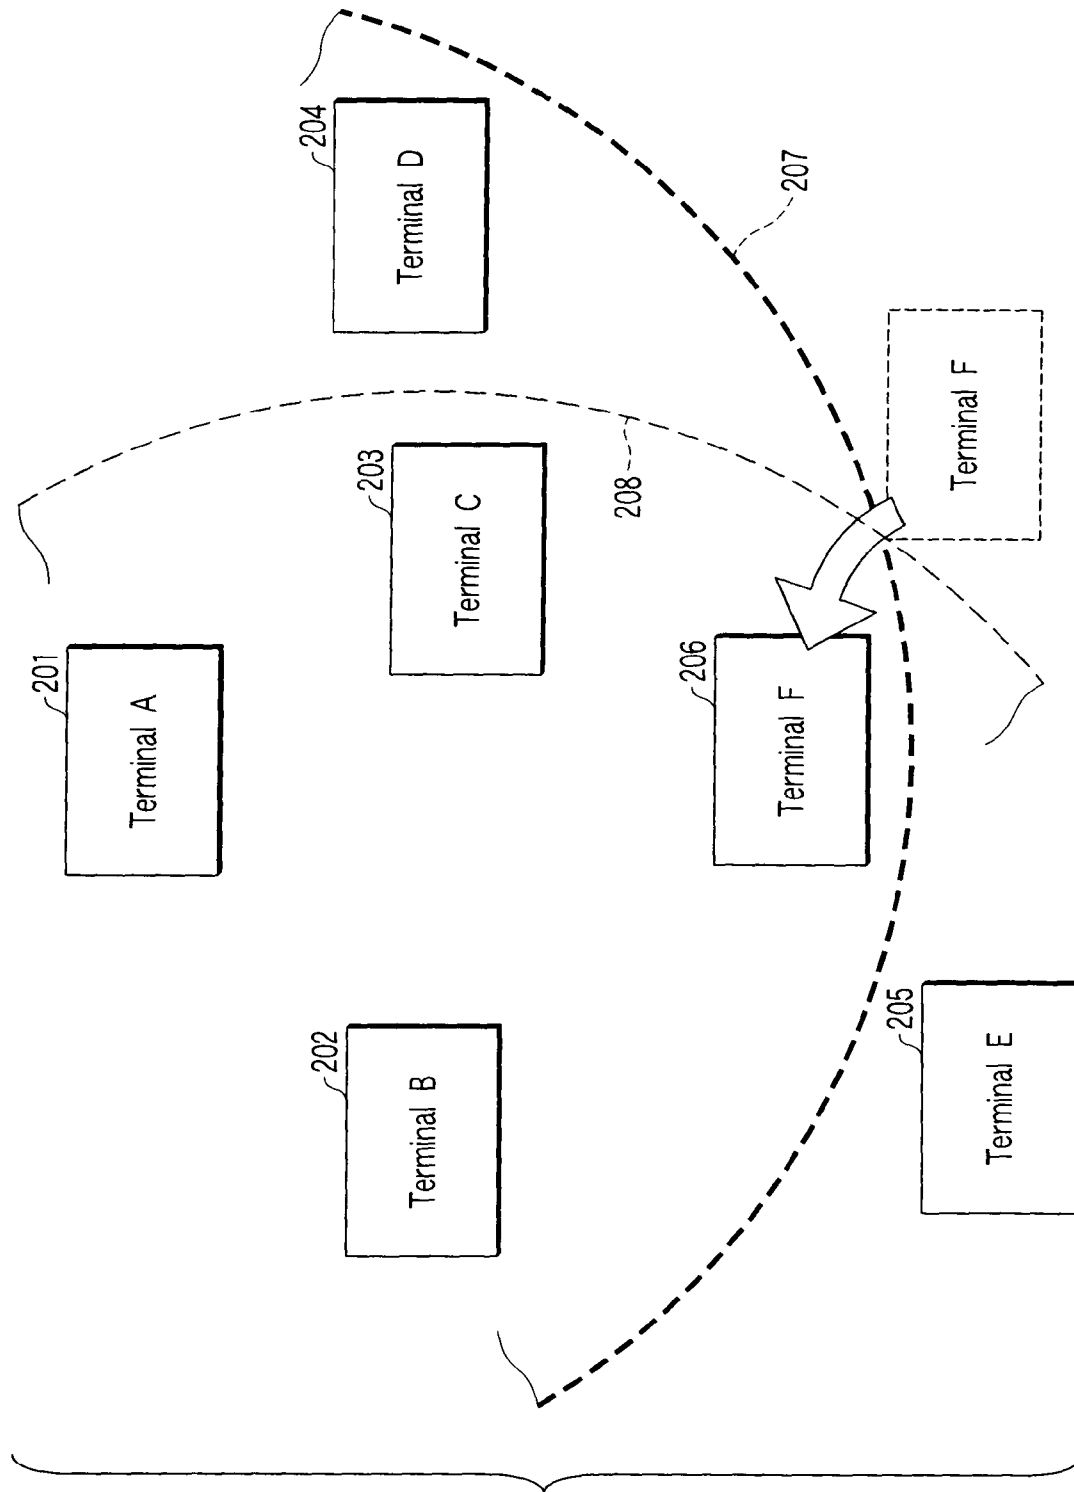 201
Terminal A
202
Terminal B
203
Terminal C
204
Terminal D
205
Terminal E
206
Terminal F
Terminal F
207
208